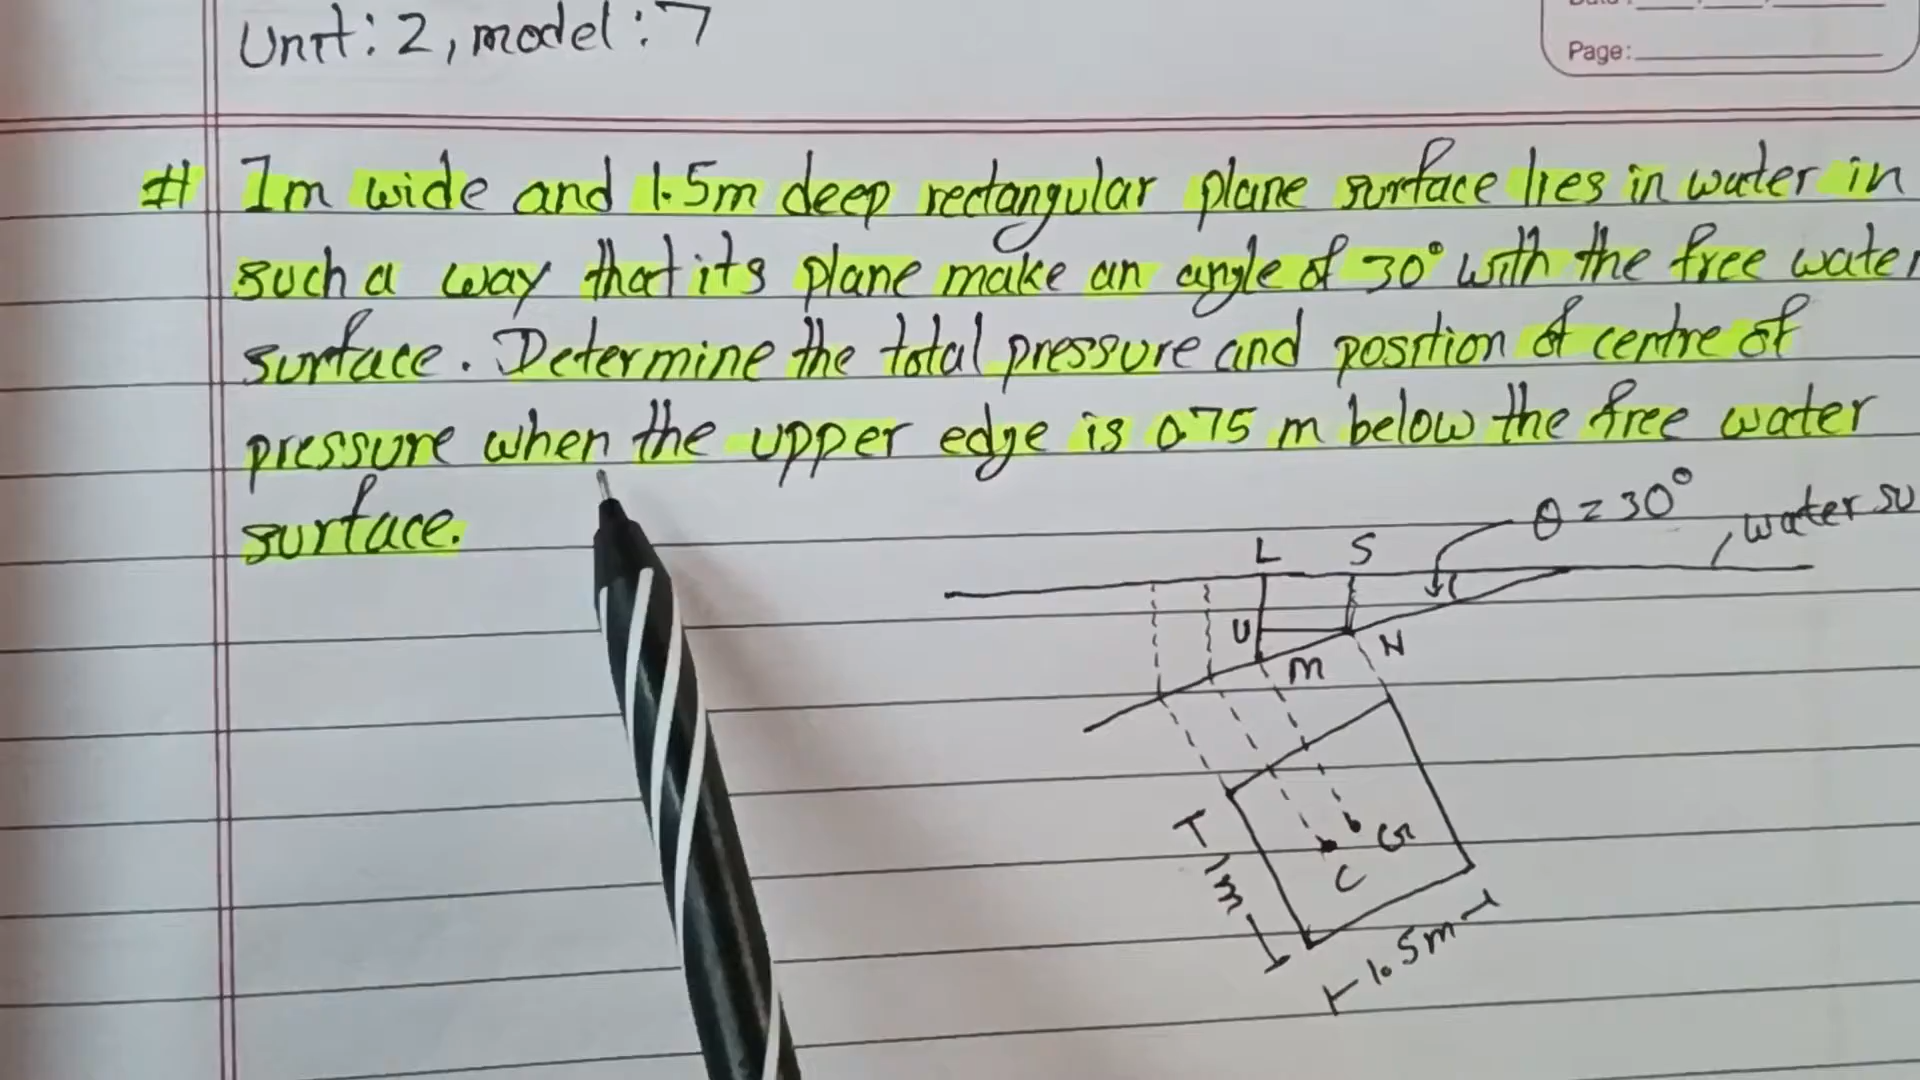 Unit: 2, model: 7
Page:
# 1m wide and 1.5m deep rectangular plane surface lies in water in
such a way that its plane make an angle of 30° with the free water
surface. Determine the total pressure and position of centre of
pressure when the upper edge is 0.75 m below the free water
surface.
θ = 30°
water su
L S
U
M
N
G
C
1m
1.5m